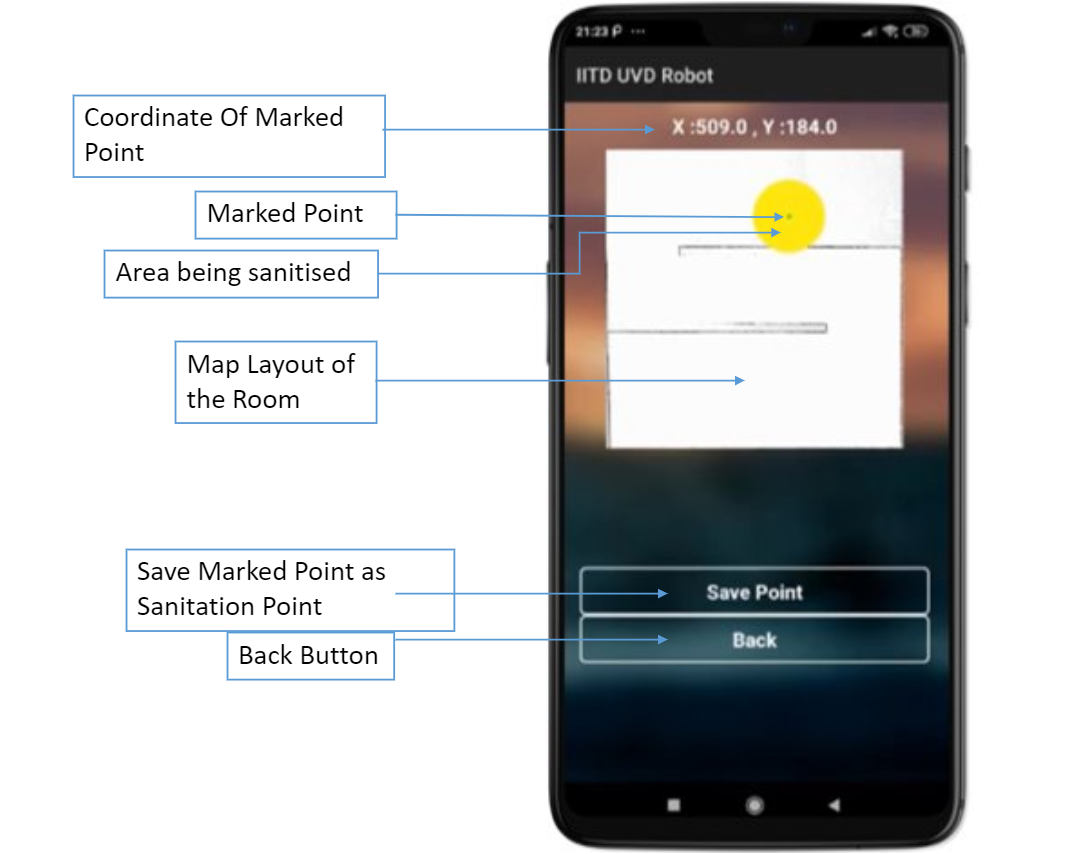 21:23
IITD UVD Robot
Coordinate Of Marked
Point
X :509.0 , Y :184.0
Marked Point
Area being sanitised
Map Layout of
the Room
Save Marked Point as
Sanitation Point
Save Point
Back Button
Back